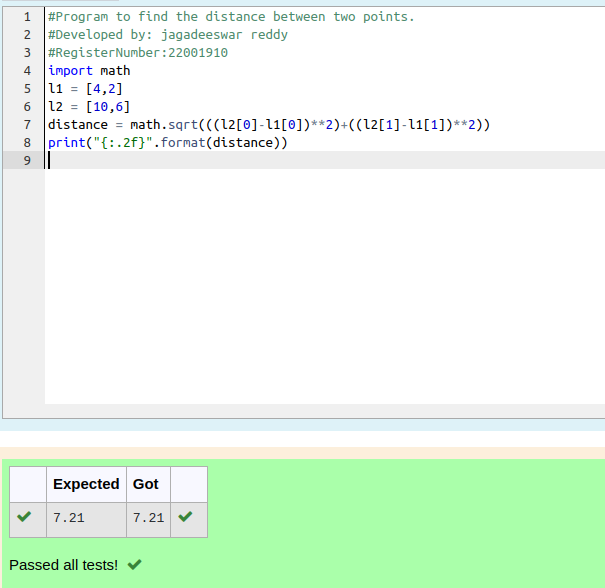 1 #Program to find the distance between two points.
2 #Developed by: jagadeeswar reddy
3 #RegisterNumber:22001910
4 import math
5 l1 = [4,2]
6 l2 = [10,6]
7 distance = math.sqrt(((l2[0]-l1[0])**2)+((l2[1]-l1[1])**2))
8 print("{:.2f}".format(distance))
9
Expected Got
7.21 7.21
Passed all tests!